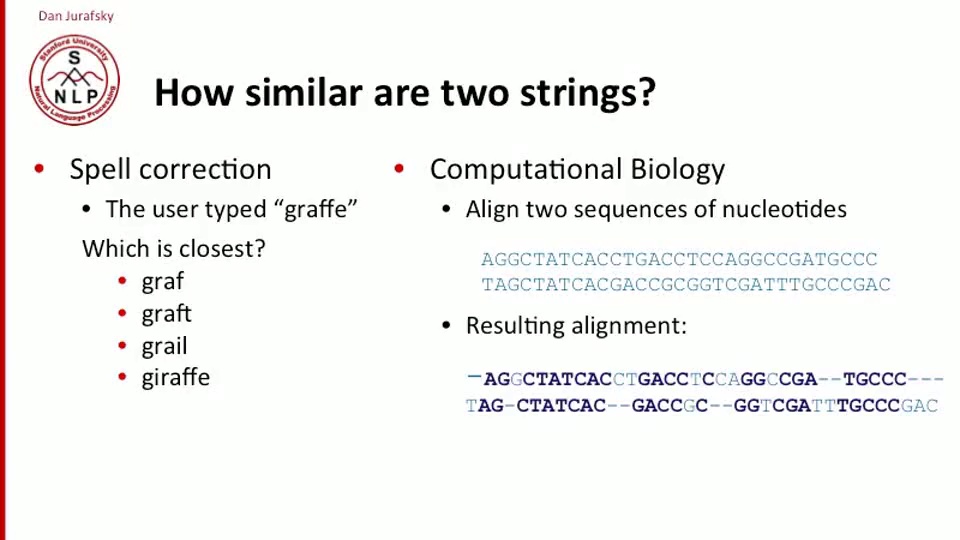 Dan Jurafsky
Stanford University
S
N L P
Natural Language Processing
How similar are two strings?
• Spell correction
• The user typed “graffe”
Which is closest?
• graf
• graft
• grail
• giraffe
• Computational Biology
• Align two sequences of nucleotides
AGGCTATCACCTGACCTCCAGGCCGATGCCC
TAGCTATCACGACCGCGGTCGATTTGCCCGAC
• Resulting alignment:
-AGGCTATCACCTGACCTCCAGGCCGA--TGCCC---
TAG-CTATCAC--GACCGC--GGTCGATTTGCCCGAC